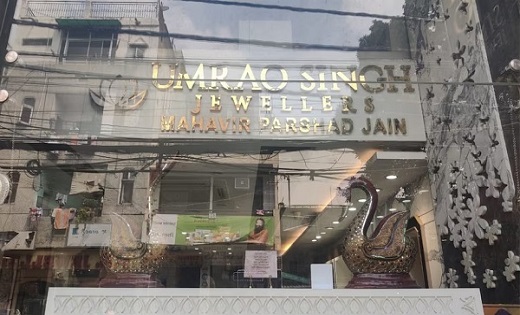 UMRAO SINGH
JEWELLERS
MAHAVIR PARSHAD JAIN